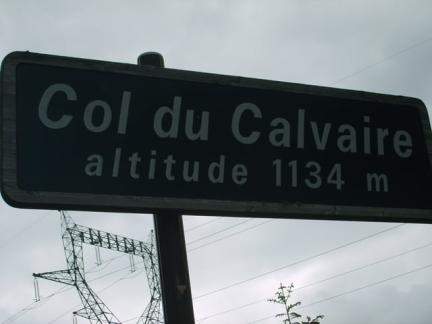 Col du Calvaire
altitude 1134 m